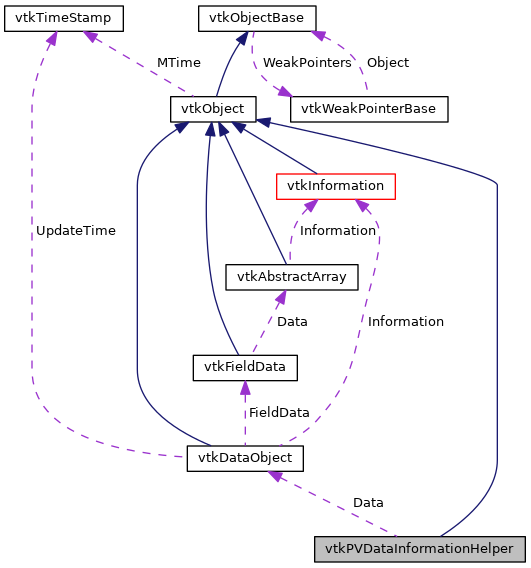 vtkTimeStamp
vtkObjectBase
MTime
WeakPointers
Object
vtkObject
vtkWeakPointerBase
vtkInformation
UpdateTime
Information
vtkAbstractArray
Data
Information
vtkFieldData
FieldData
vtkDataObject
Data
vtkPVDataInformationHelper